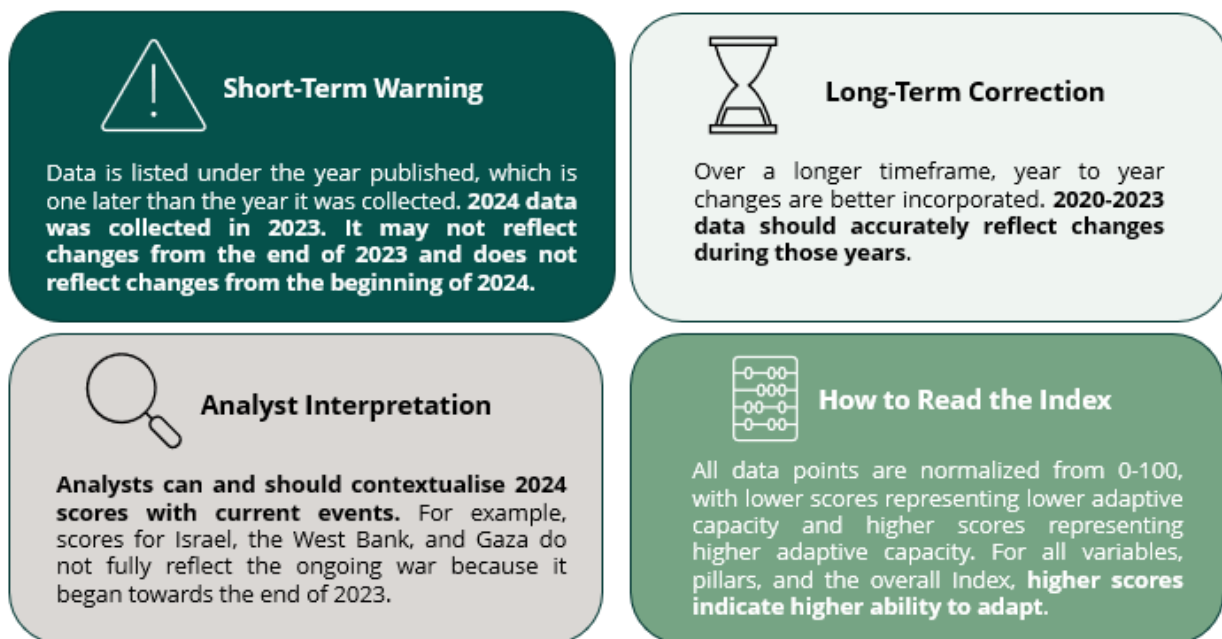 Short-Term Warning
Data is listed under the year published, which is
one later than the year it was collected. 2024 data
was collected in 2023. It may not reflect
changes from the end of 2023 and does not
reflect changes from the beginning of 2024.
Long-Term Correction
Over a longer timeframe, year to year
changes are better incorporated. 2020-2023
data should accurately reflect changes
during those years.
Analyst Interpretation
Analysts can and should contextualise 2024
scores with current events. For example,
scores for Israel, the West Bank, and Gaza do
not fully reflect the ongoing war because it
began towards the end of 2023.
How to Read the Index
All data points are normalized from 0-100,
with lower scores representing lower adaptive
capacity and higher scores representing
higher adaptive capacity. For all variables,
pillars, and the overall Index, higher scores
indicate higher ability to adapt.